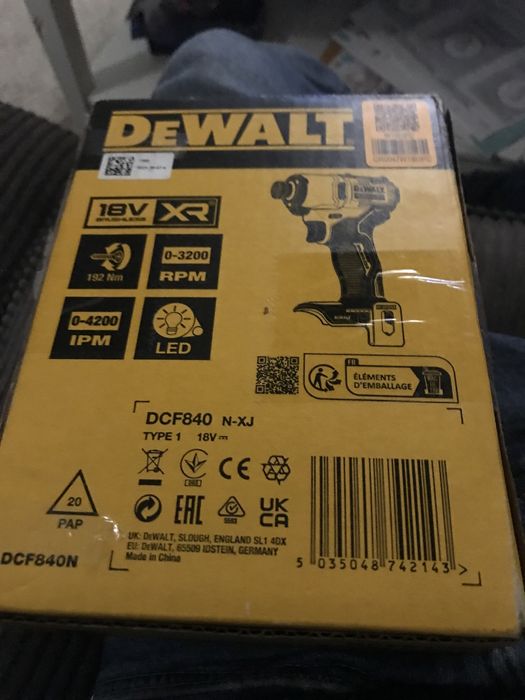 DEWALT
18V XR
BRUSHLESS
DEWALT
192 Nm
0-3200
RPM
0-4200
IPM
LED
FR
ÉLÉMENTS
D'EMBALLAGE
DCF840 N-XJ
TYPE 1 18V
CE
EAC
UK
CA
20
PAP
UK: DeWALT, SLOUGH, ENGLAND SL1 4DX
EU: DeWALT, 65509 IDSTEIN, GERMANY
Made in China
DCF840N
5 035048 742143 >